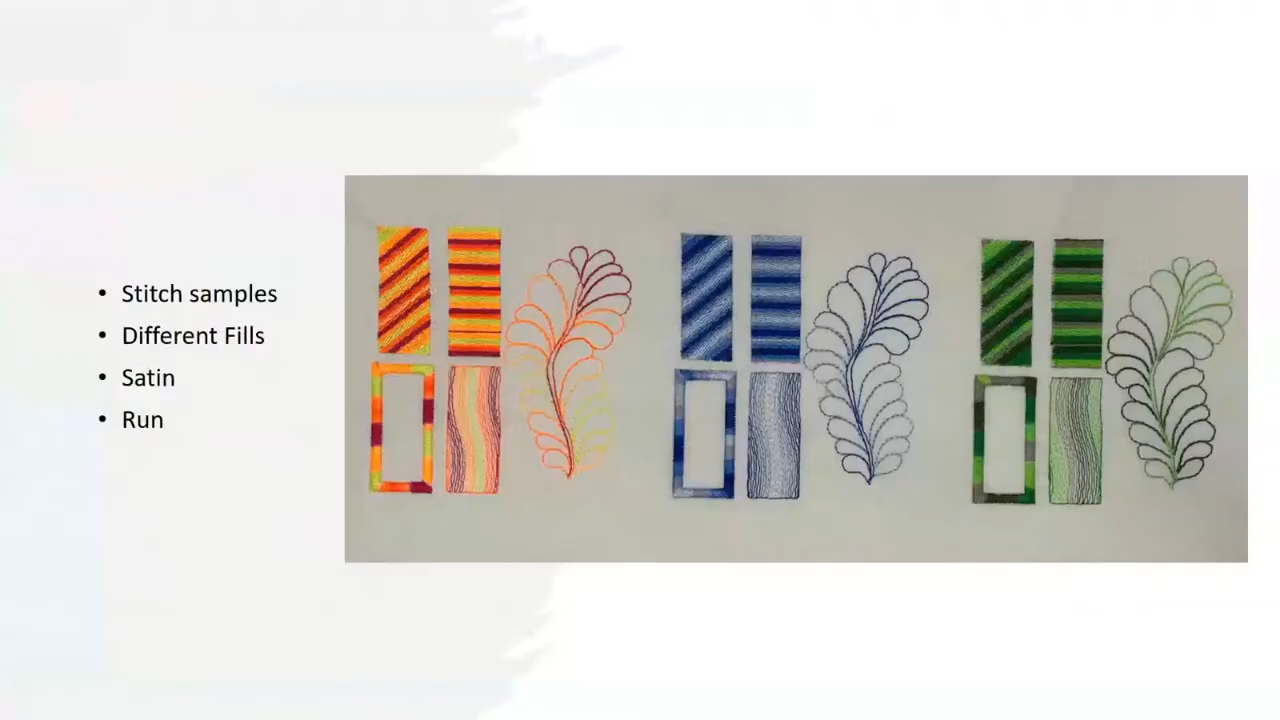 • Stitch samples
• Different Fills
• Satin
• Run